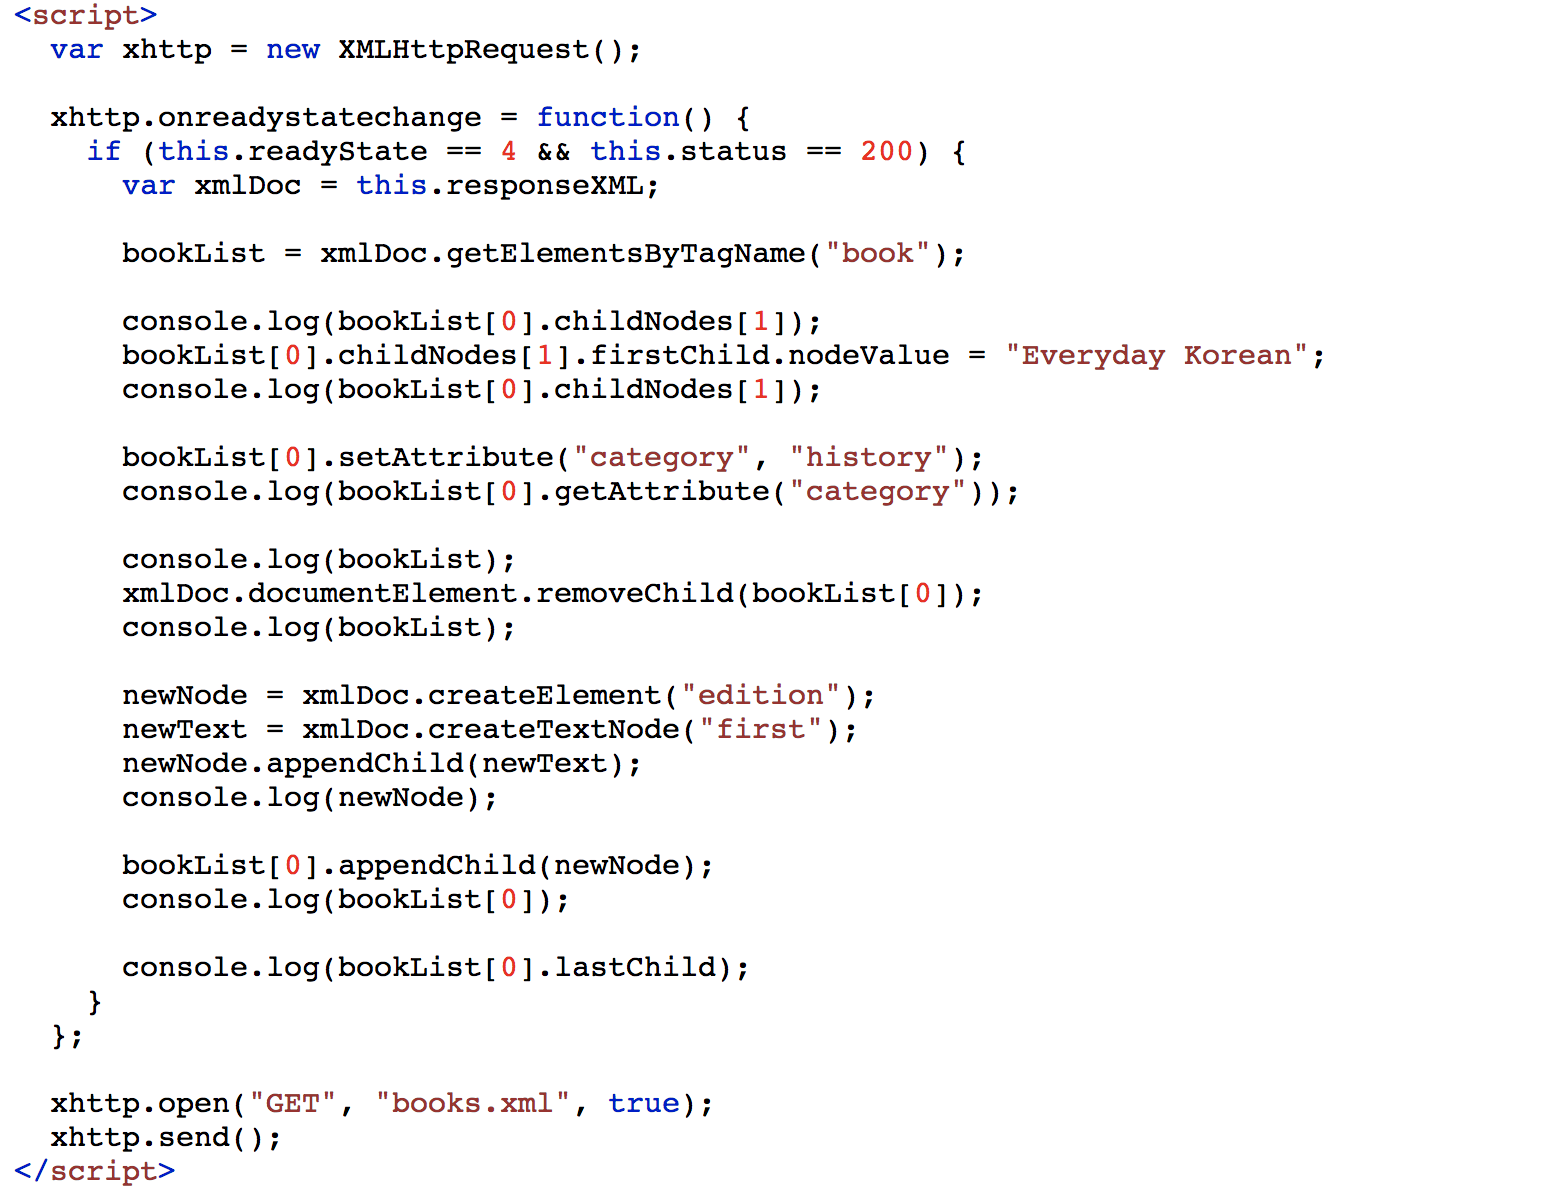 <script>
  var xhttp = new XMLHttpRequest();

  xhttp.onreadystatechange = function() {
    if (this.readyState == 4 && this.status == 200) {
      var xmlDoc = this.responseXML;

      bookList = xmlDoc.getElementsByTagName("book");

      console.log(bookList[0].childNodes[1]);
      bookList[0].childNodes[1].firstChild.nodeValue = "Everyday Korean";
      console.log(bookList[0].childNodes[1]);

      bookList[0].setAttribute("category", "history");
      console.log(bookList[0].getAttribute("category"));

      console.log(bookList);
      xmlDoc.documentElement.removeChild(bookList[0]);
      console.log(bookList);

      newNode = xmlDoc.createElement("edition");
      newText = xmlDoc.createTextNode("first");
      newNode.appendChild(newText);
      console.log(newNode);

      bookList[0].appendChild(newNode);
      console.log(bookList[0]);

      console.log(bookList[0].lastChild);
    }
  };

  xhttp.open("GET", "books.xml", true);
  xhttp.send();
</script>